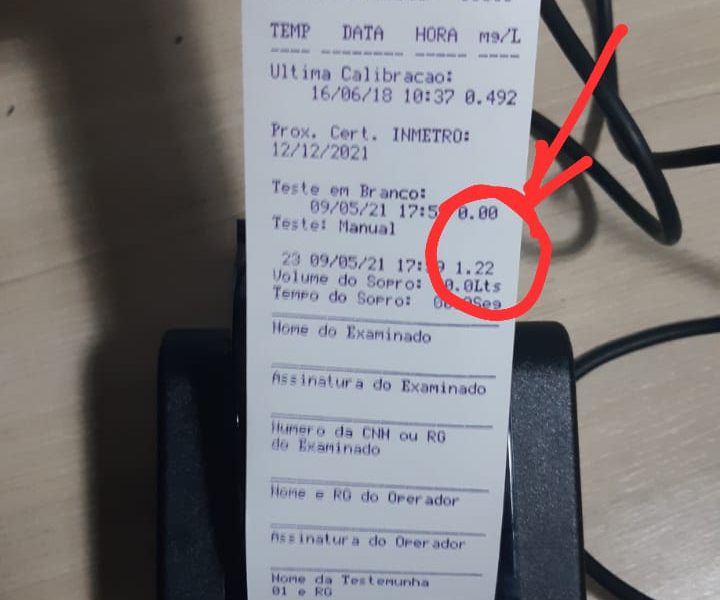 TEMP DATA HORA mg/L
Ultima Calibracao:
16/06/18 10:37 0.492
Prox. Cert. INMETRO:
12/12/2021
Teste em Branco:
09/05/21 0.00
Teste: Manual
23 09/05/21 1.22
Volume do Sopro: 0.0Lts
Tempo do Sopro:
Nome do Examinado
Assinatura do Examinado
Numero da CNH ou RG
do Examinado
Nome e RG do Operador
Assinatura do Operador
Nome da Testemunha
01 e RG